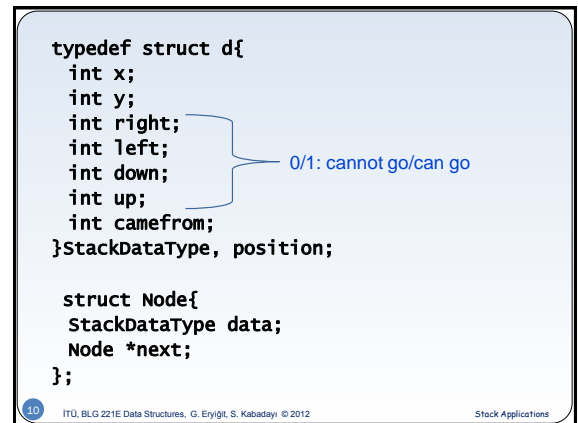 typedef struct d{
int x;
int y;
int right;
int left;
int down;
int up;
0/1: cannot go/can go
int camefrom;
}StackDataType, position;
struct Node{
StackDataType data;
Node *next;
};
10 İTÜ, BLG 221E Data Structures, G. Eryiğit, S. Kabadayı © 2012 Stack Applications